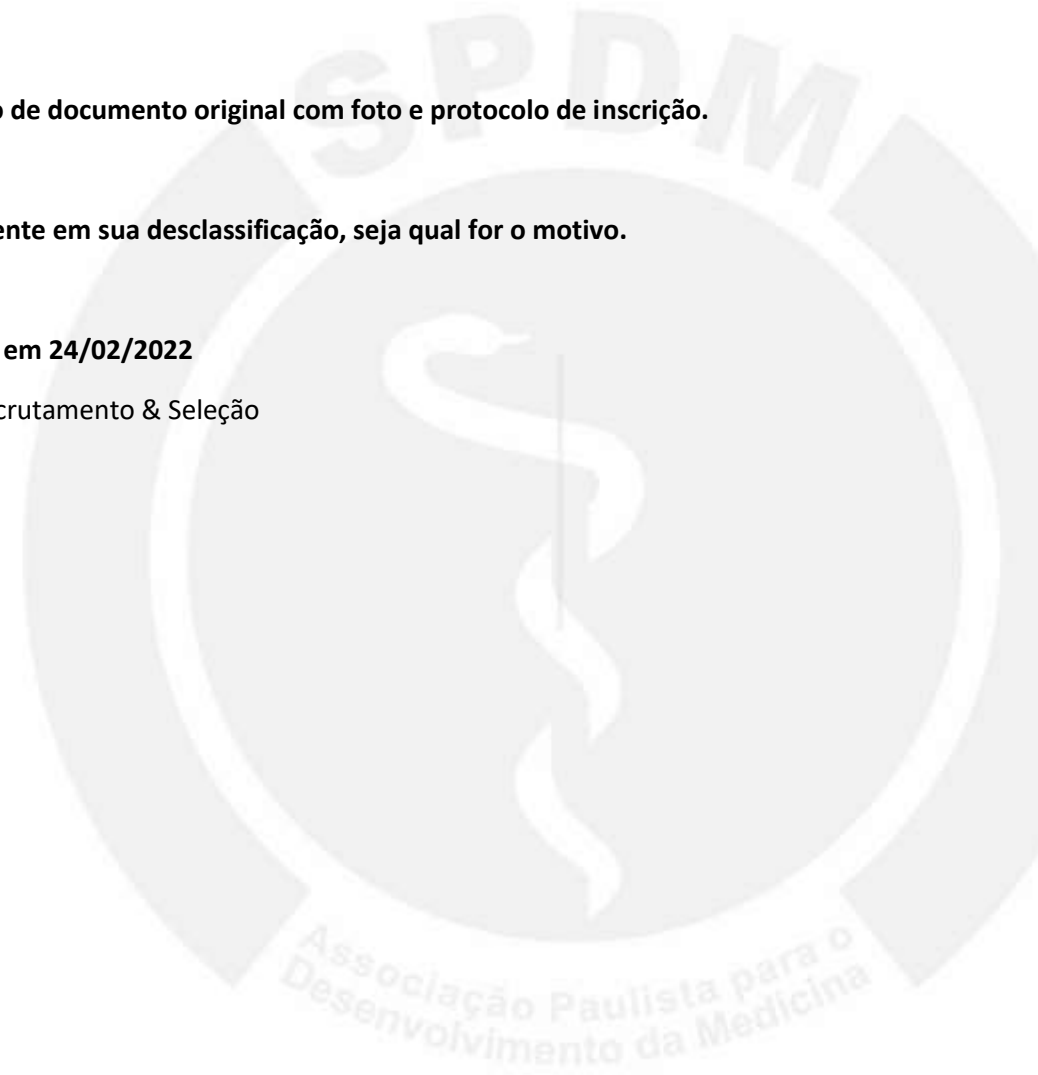 SPDM
o de documento original com foto e protocolo de inscrição.
ente em sua desclassificação, seja qual for o motivo.
em 24/02/2022
crutamento & Seleção
Associação Paulista para o
Desenvolvimento da Medicina